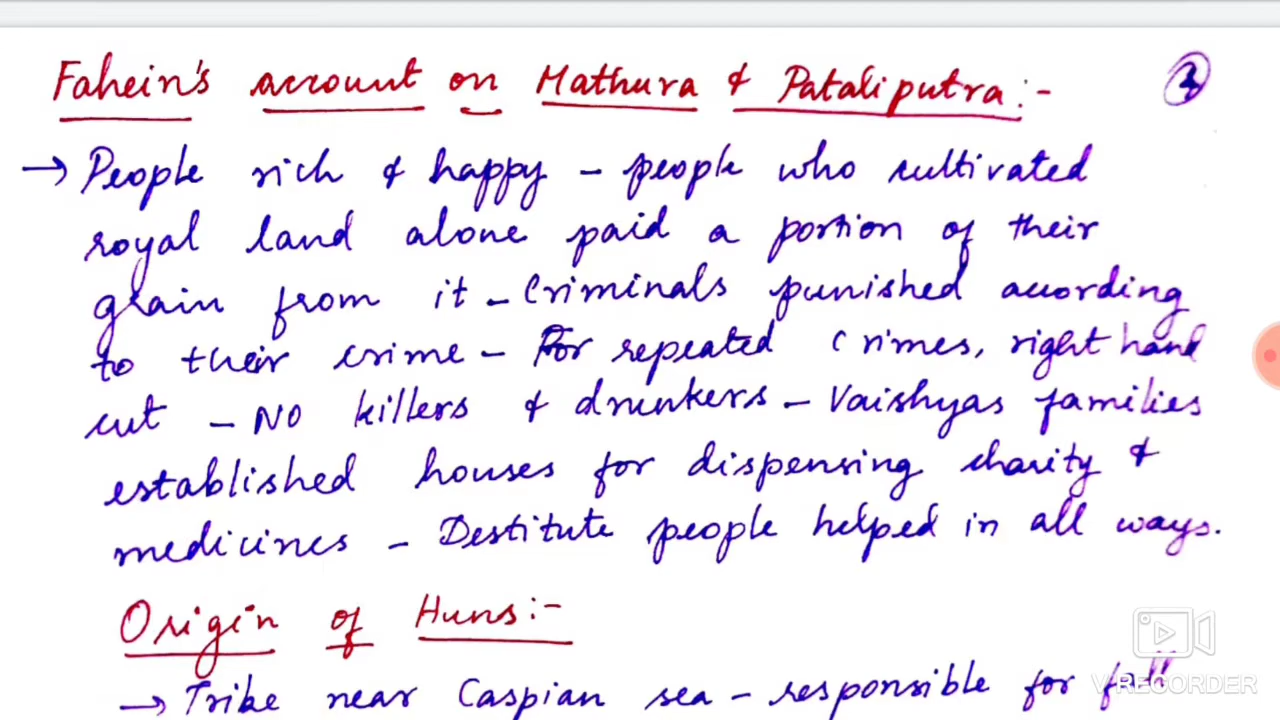 Fahein's account on Mathura & Pataliputra:-
→ People rich & happy - people who cultivated
royal land alone paid a portion of their
grain from it - Criminals punished acording
to their crime - For repeated crimes, right hand
cut - No killers & drunkers - Vaishyas families
established houses for dispensing charity &
medicines - Destitute people helped in all ways.
Origin of Huns:-
→ Tribe near Caspian sea - responsible for fall
V RECORDER